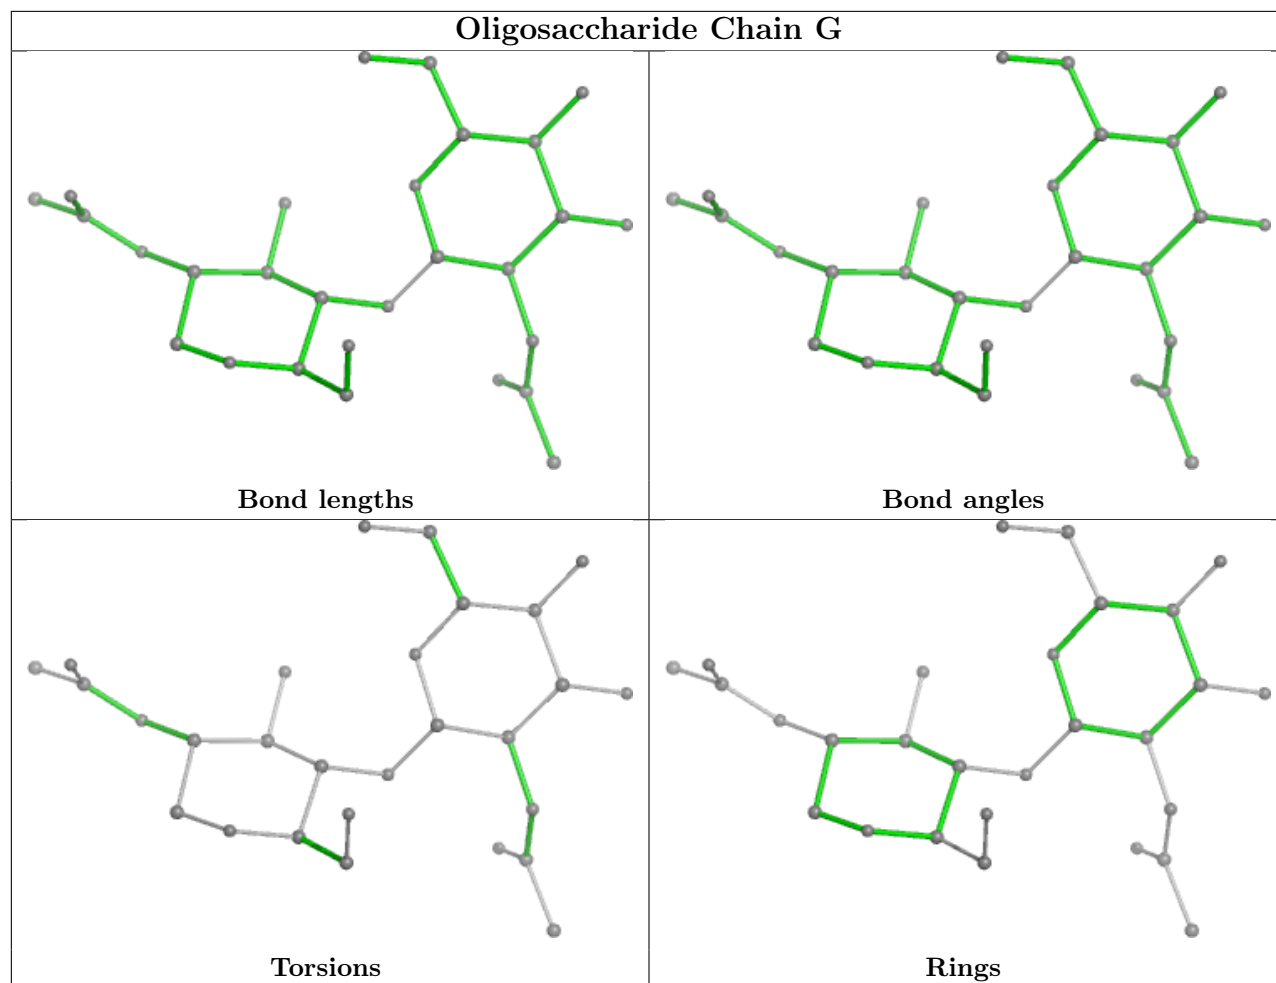 Oligosaccharide Chain G
Bond lengths
Bond angles
Torsions
Rings